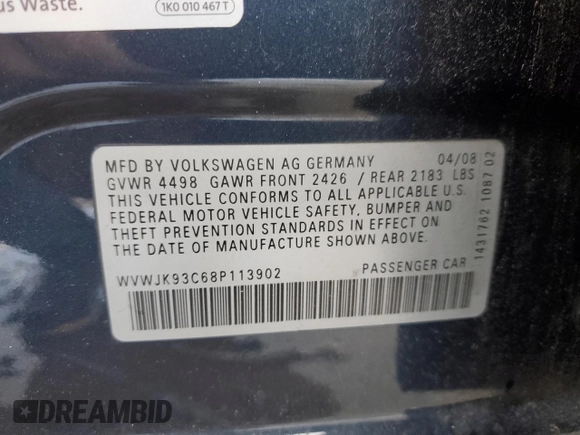 us Waste.
1K0 010 467 T
MFD BY VOLKSWAGEN AG GERMANY 04/08
GVWR 4498 GAWR FRONT 2426 / REAR 2183 LBS
THIS VEHICLE CONFORMS TO ALL APPLICABLE U.S.
FEDERAL MOTOR VEHICLE SAFETY, BUMPER AND
THEFT PREVENTION STANDARDS IN EFFECT ON
THE DATE OF MANUFACTURE SHOWN ABOVE.
WVWJK93C68P113902 PASSENGER CAR
1431762 1087 02
DREAMBID